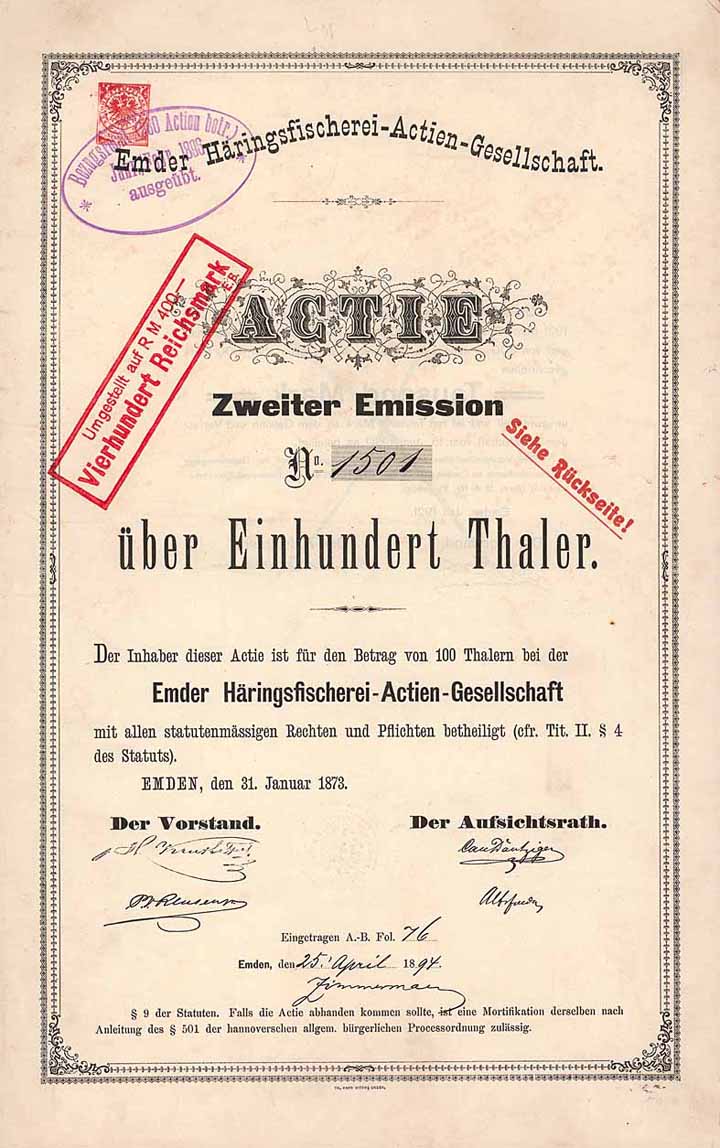 Emder Häringsfischerei-Actien-Gesellschaft.
Actien betr.)
ausgeübt.
Umgestellt auf R M 400.—
Vierhundert Reichsmark
E.B.
ACTIE
Zweiter Emission
No. 1501
Siehe Rückseite!
über Einhundert Thaler.
Der Inhaber dieser Actie ist für den Betrag von 100 Thalern bei der
Emder Häringsfischerei-Actien-Gesellschaft
mit allen statutenmässigen Rechten und Pflichten betheiligt (cfr. Tit. II. § 4
des Statuts).
EMDEN, den 31. Januar 1873.
Der Vorstand. Der Aufsichtsrath.
Eingetragen A.-B. Fol. 76
Emden, den 25. April 1894.
Zimmermann
§ 9 der Statuten. Falls die Actie abhanden kommen sollte, ist eine Mortifikation derselben nach
Anleitung des § 501 der hannoverschen allgem. bürgerlichen Processordnung zulässig.